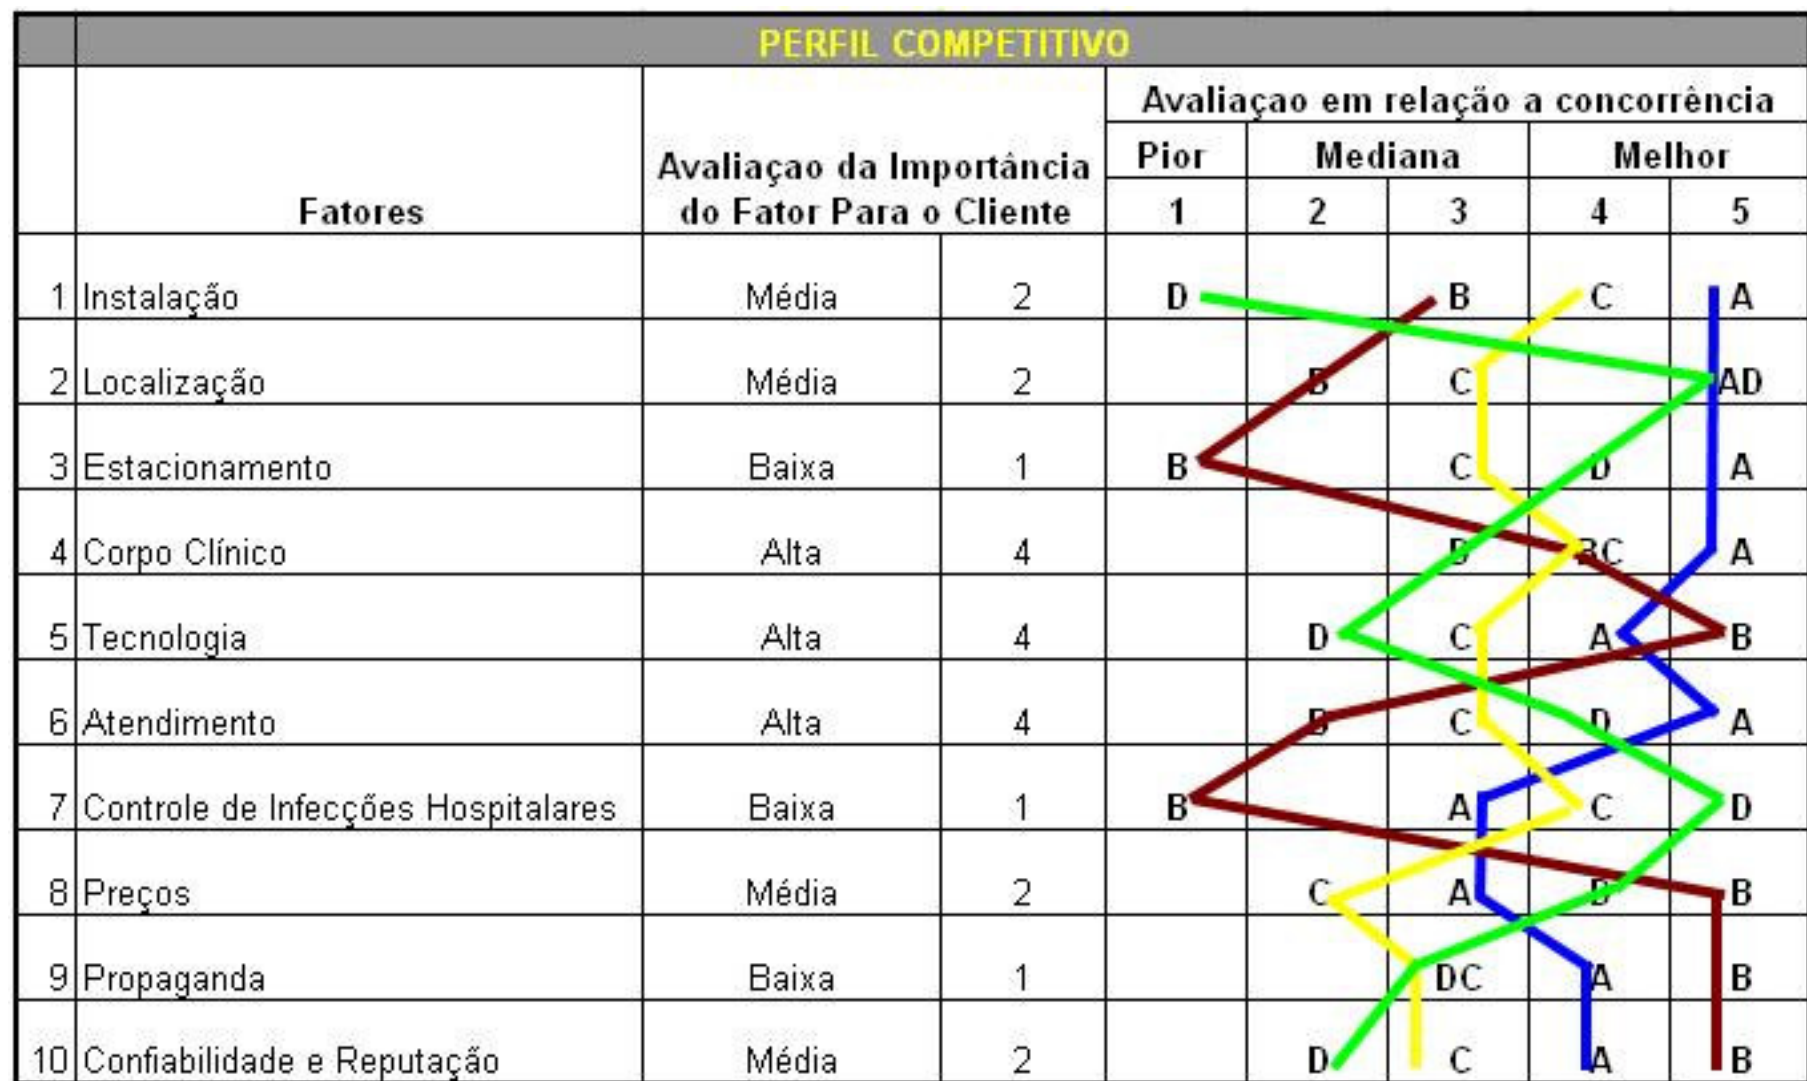 PERFIL COMPETITIVO
Avaliaçao em relação a concorrência
Pior Mediana Melhor
Fatores Avaliaçao da Importância do Fator Para o Cliente 1 2 3 4 5
1 Instalação Média 2 D B C A
2 Localização Média 2 B C AD
3 Estacionamento Baixa 1 B C D A
4 Corpo Clínico Alta 4 D BC A
5 Tecnologia Alta 4 D C A B
6 Atendimento Alta 4 B C D A
7 Controle de Infecções Hospitalares Baixa 1 B A C D
8 Preços Média 2 C A D B
9 Propaganda Baixa 1 DC A B
10 Confiabilidade e Reputação Média 2 D C A B